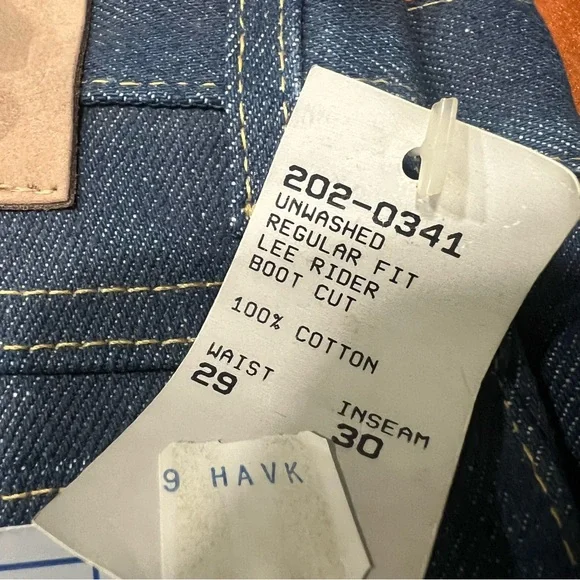 202-0341
UNWASHED
REGULAR FIT
LEE RIDER
BOOT CUT
100% COTTON
WAIST
29
INSEAM
30
9 HAVK